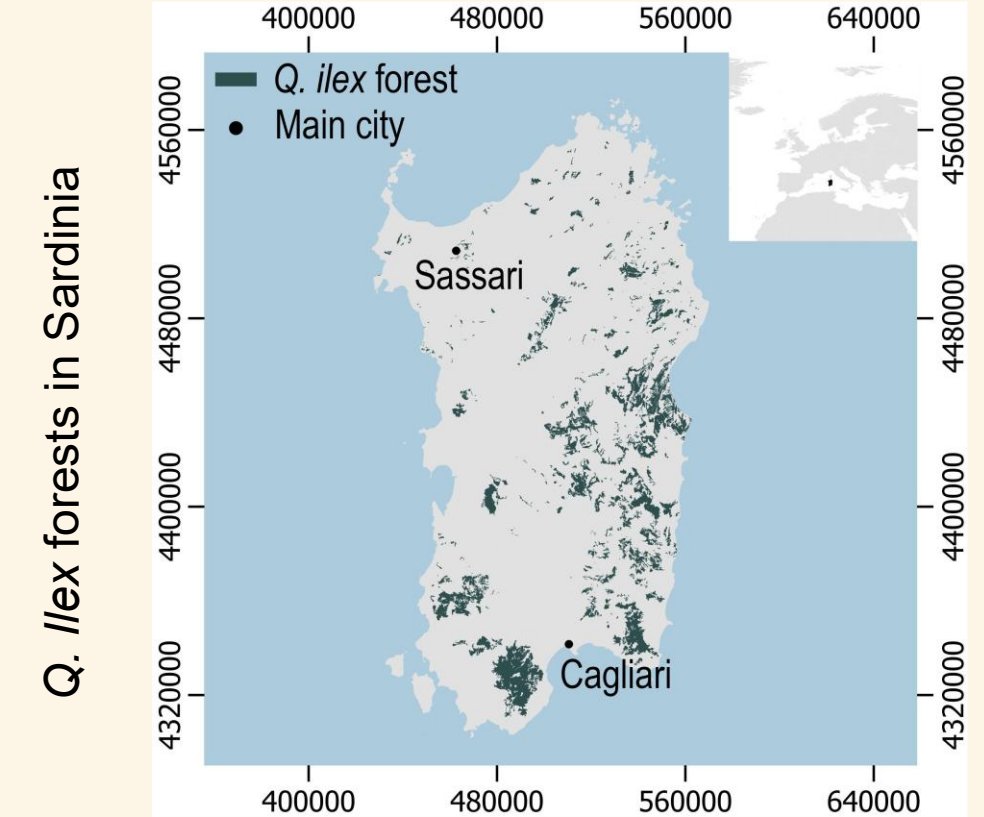 Q. Ilex forests in Sardinia
400000 480000 560000 640000
Q. ilex forest
Main city
4560000 4560000
Sassari
4480000 4480000
4400000 4400000
Cagliari
4320000 4320000
400000 480000 560000 640000